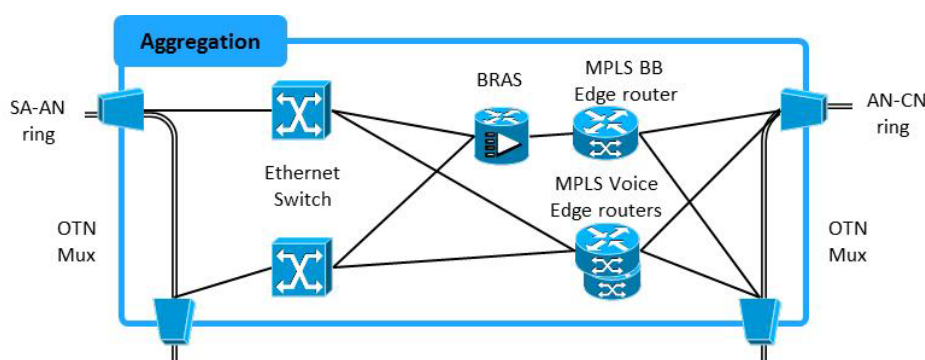 Aggregation
MPLS BB
Edge router
BRAS
SA-AN
ring
AN-CN
ring
Ethernet
Switch
MPLS Voice
Edge routers
OTN
Mux
OTN
Mux